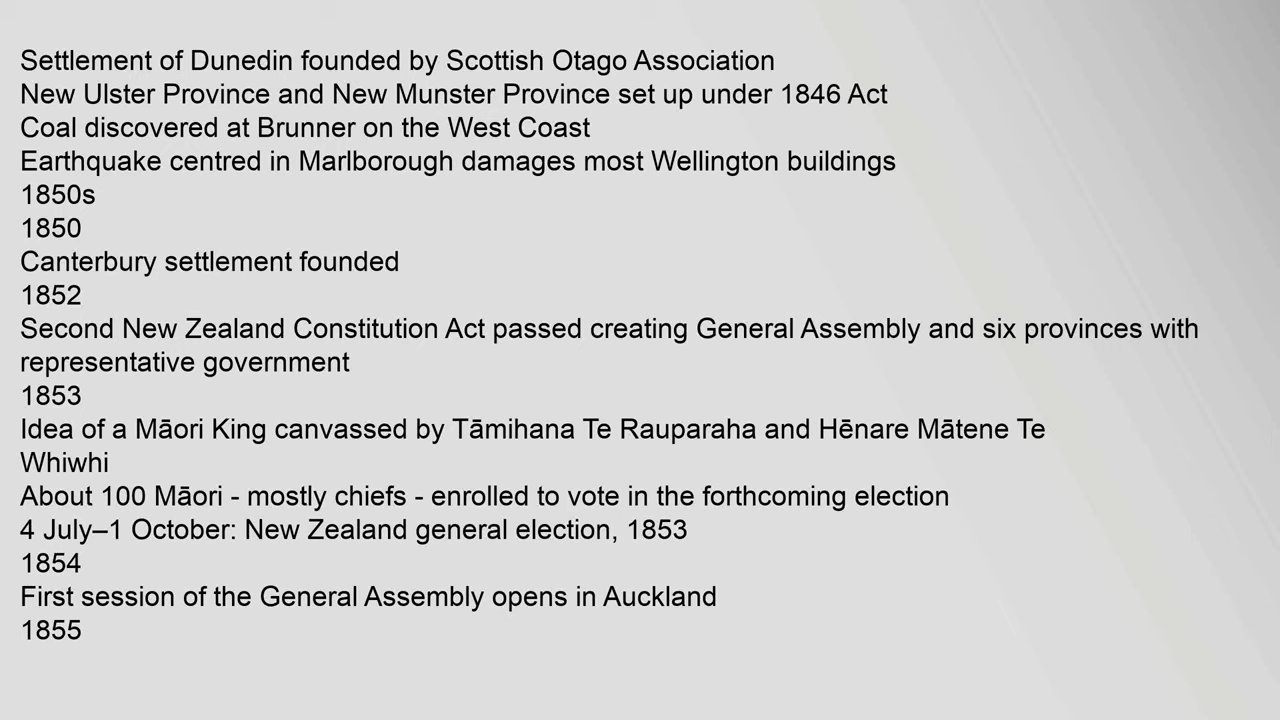 Settlement of Dunedin founded by Scottish Otago Association
New Ulster Province and New Munster Province set up under 1846 Act
Coal discovered at Brunner on the West Coast
Earthquake centred in Marlborough damages most Wellington buildings
1850s
1850
Canterbury settlement founded
1852
Second New Zealand Constitution Act passed creating General Assembly and six provinces with
representative government
1853
Idea of a Māori King canvassed by Tāmihana Te Rauparaha and Hēnare Mātene Te
Whiwhi
About 100 Māori - mostly chiefs - enrolled to vote in the forthcoming election
4 July–1 October: New Zealand general election, 1853
1854
First session of the General Assembly opens in Auckland
1855